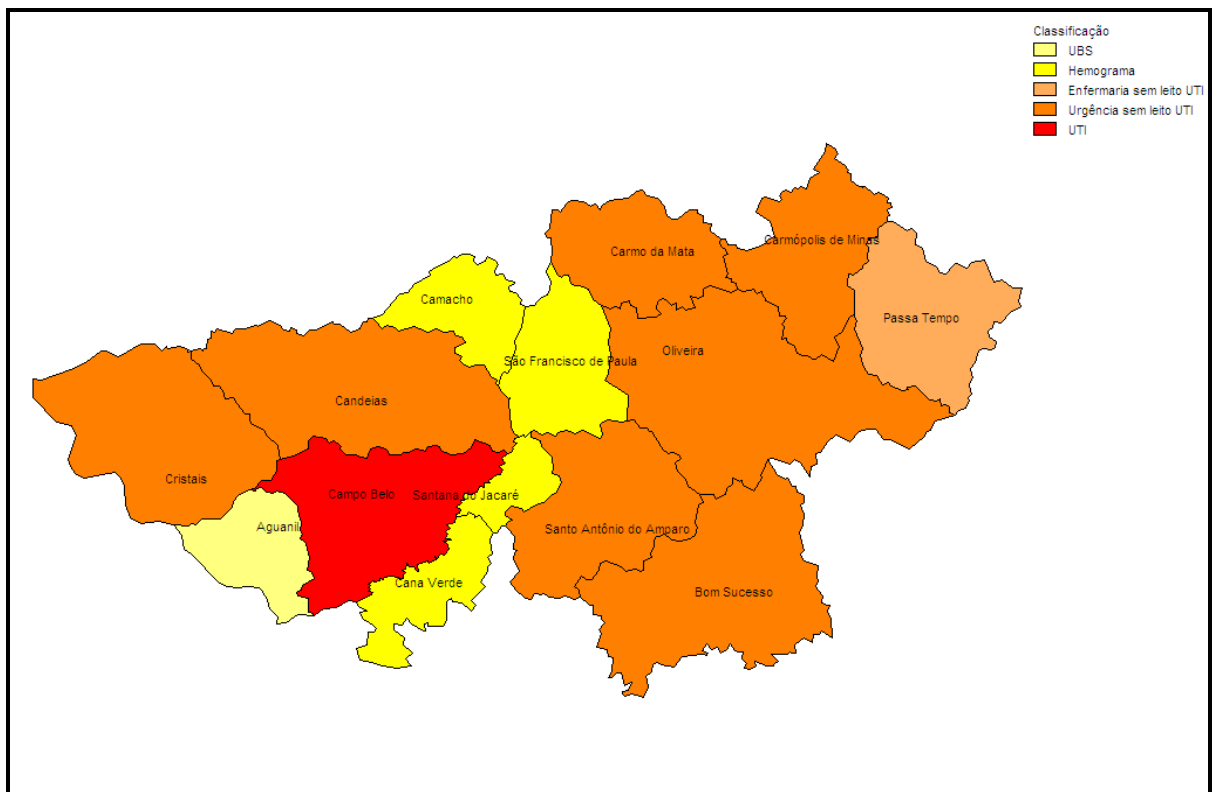 Classificação
UBS
Hemograma
Enfermaria sem leito UTI
Urgência sem leito UTI
UTI
Carmópolis de Minas
Carmo da Mata
Camacho
Passa Tempo
Oliveira
São Francisco de Paula
Candeias
Cristais
Campo Belo
Santana do Jacaré
Aguanil
Santo Antônio do Amparo
Cana Verde
Bom Sucesso